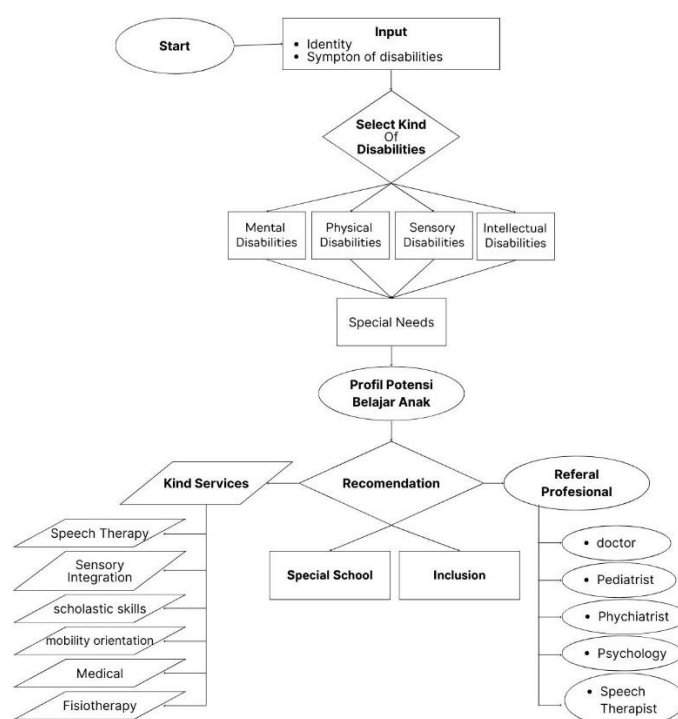 Start
Input
• Identity
• Sympton of disabilities
Select Kind
Of
Disabilities
Mental
Disabilities
Physical
Disabilities
Sensory
Disabilities
Intellectual
Disabilities
Special Needs
Profil Potensi
Belajar Anak
Kind Services
Recomendation
Referal
Profesional
Speech Therapy
Sensory
Integration
scholastic skills
mobility orientation
Medical
Fisiotherapy
Special School
Inclusion
• doctor
• Pediatrist
• Phychiatrist
• Psychology
• Speech
Therapist